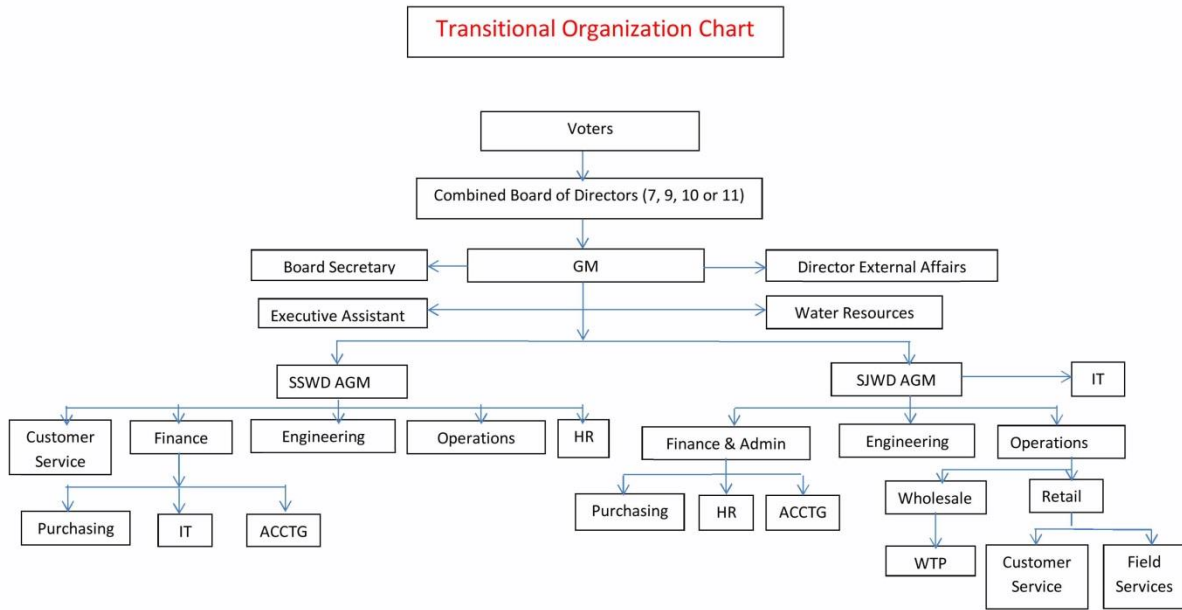 Transitional Organization Chart
Voters
Combined Board of Directors (7, 9, 10 or 11)
Board Secretary
GM
Director External Affairs
Executive Assistant
Water Resources
SSWD AGM
SJWD AGM
IT
Customer
Service
Finance
Engineering
Operations
HR
Finance & Admin
Engineering
Operations
Purchasing
IT
ACCTG
Purchasing
HR
ACCTG
Wholesale
Retail
WTP
Customer
Service
Field
Services